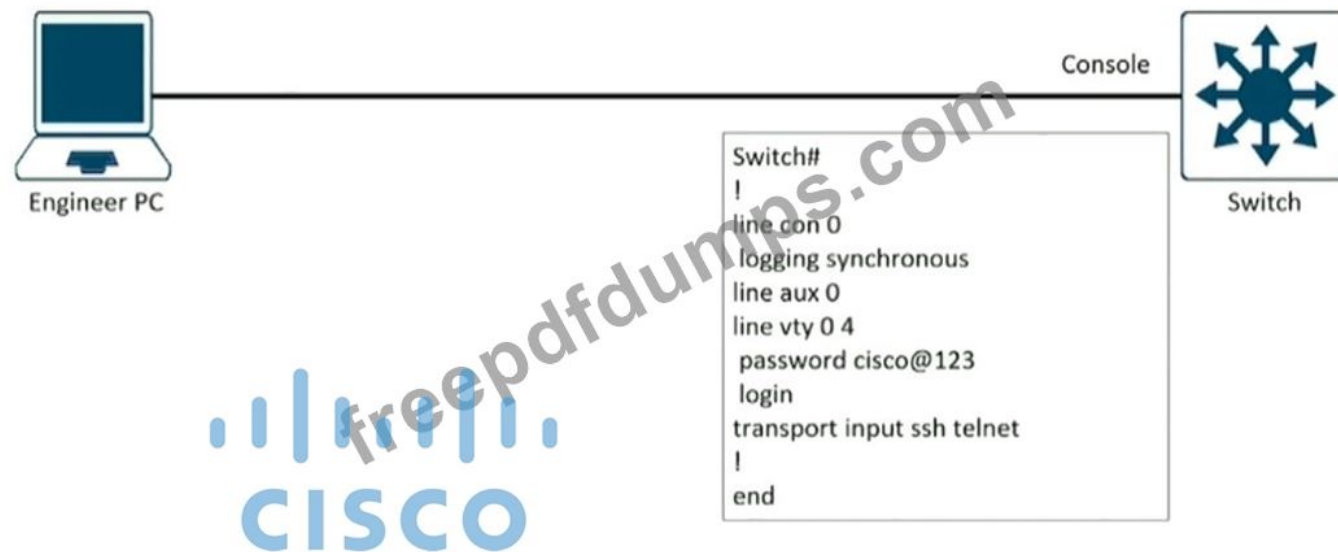 Console
Engineer PC
Switch
Switch#
!
line con 0
logging synchronous
line aux 0
line vty 0 4
password cisco@123
login
transport input ssh telnet
!
end
freepdfdumps.com
CISCO